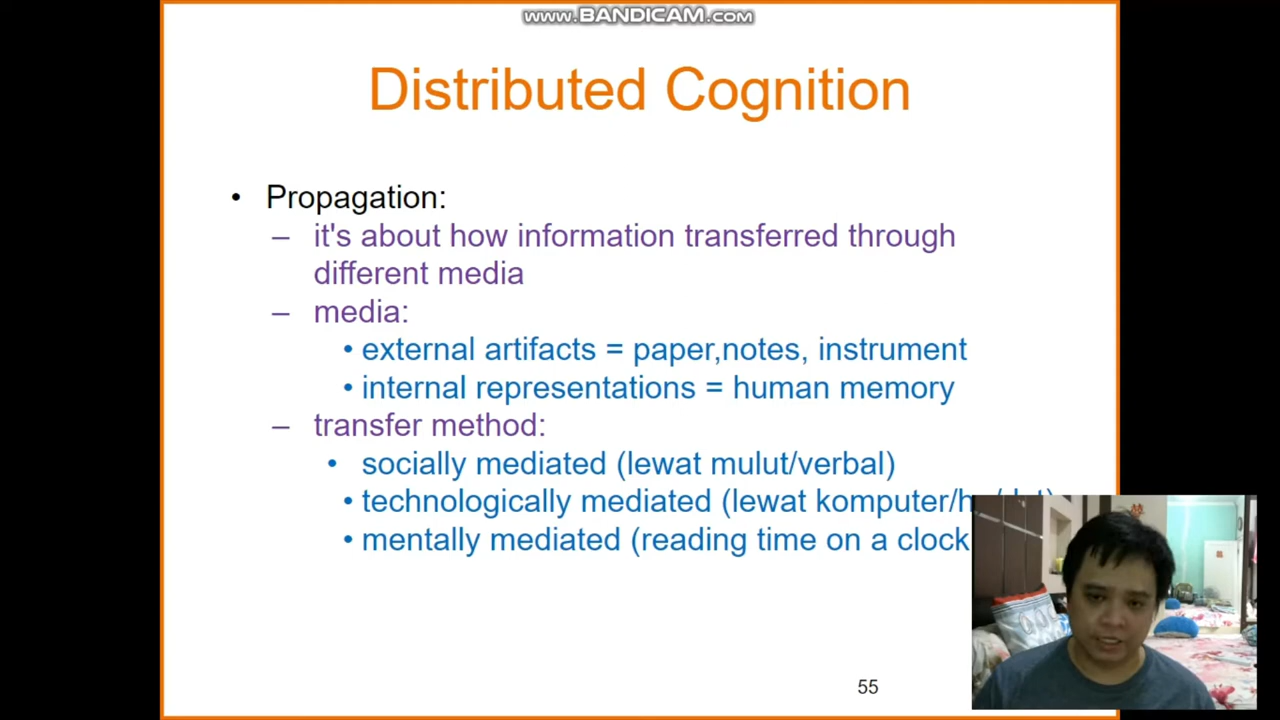 www.BANDICAM.com
Distributed Cognition
• Propagation:
– it's about how information transferred through
different media
– media:
• external artifacts = paper,notes, instrument
• internal representations = human memory
– transfer method:
• socially mediated (lewat mulut/verbal)
• technologically mediated (lewat komputer/
• mentally mediated (reading time on a clock
55